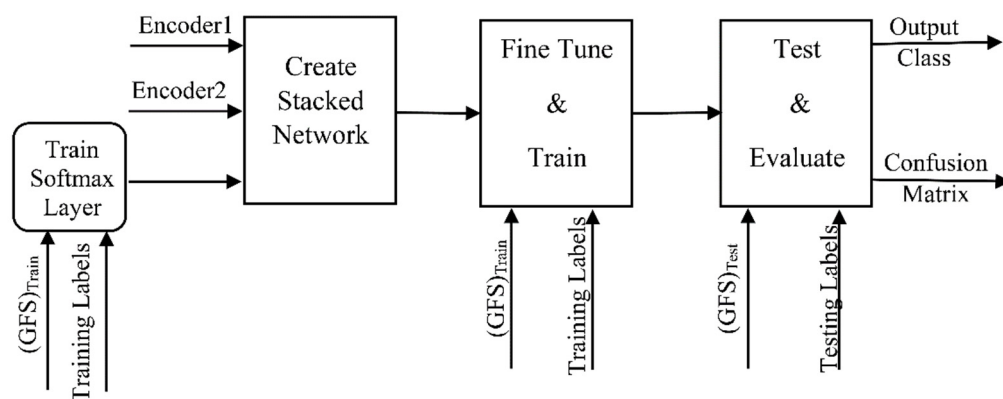 Encoder1
Encoder2
Train
Softmax
Layer
(GFS)Train
Training Labels
Create
Stacked
Network
Fine Tune
&
Train
(GFS)Train
Training Labels
Test
&
Evaluate
(GFS)Test
Testing Labels
Output
Class
Confusion
Matrix